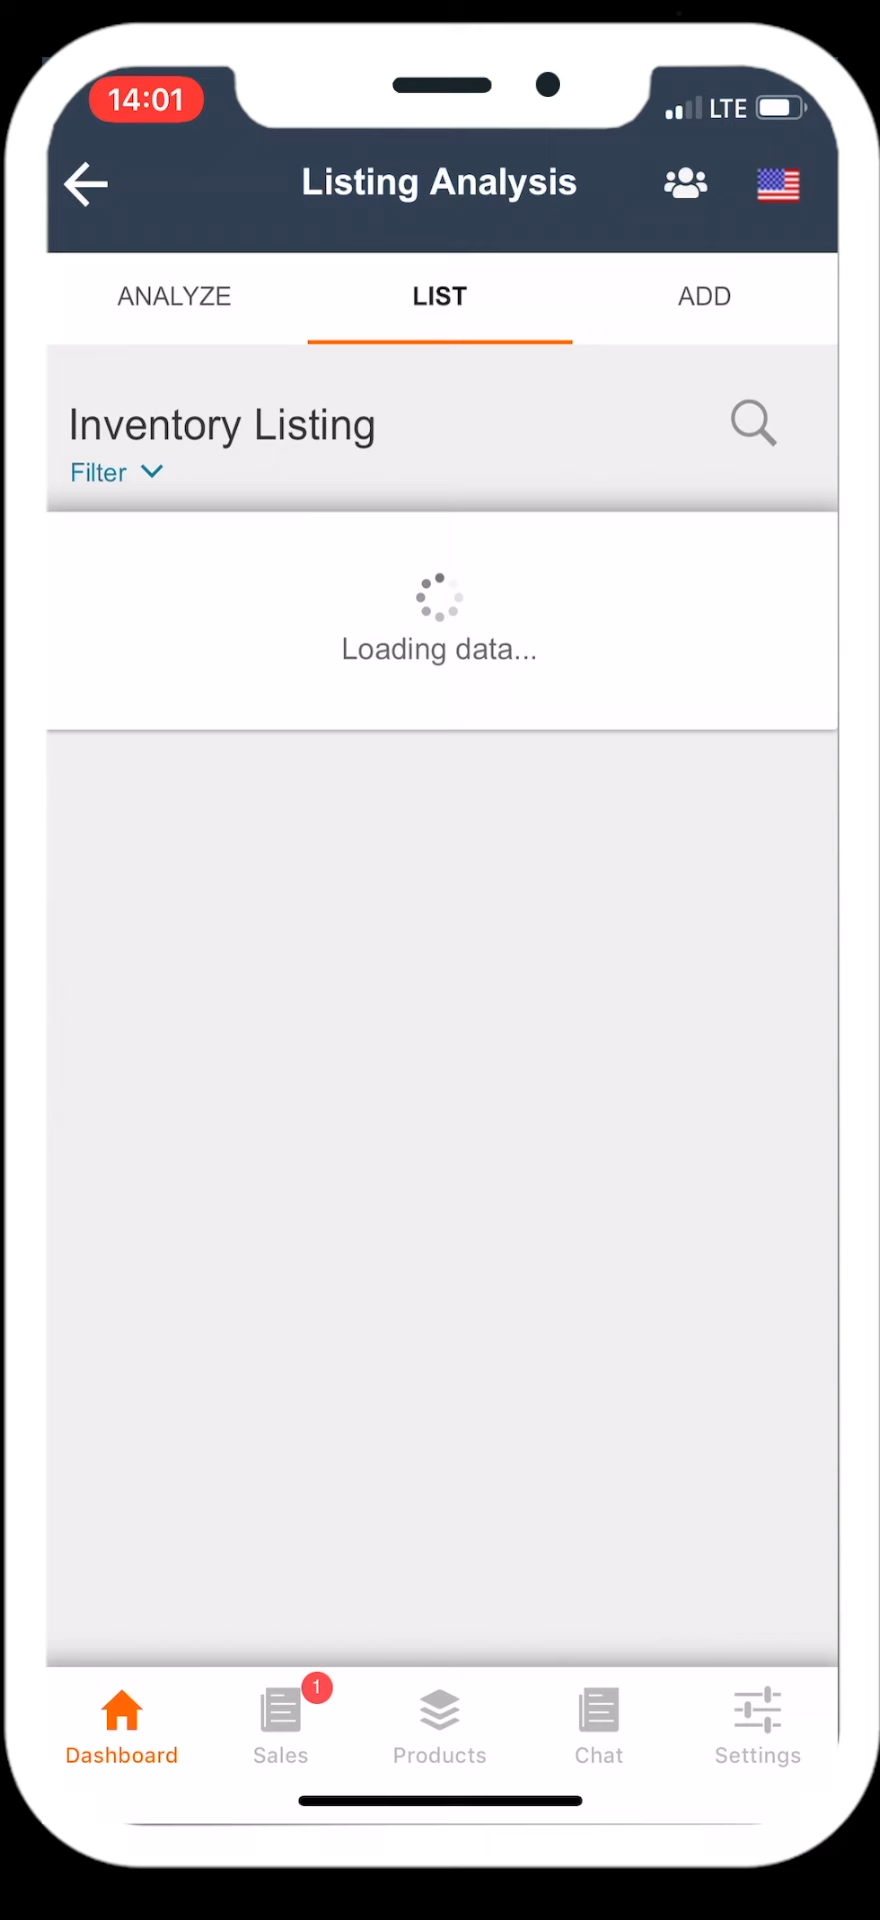 14:01 LTE
Listing Analysis
ANALYZE LIST ADD
Inventory Listing
Filter
Loading data...
1
Dashboard Sales Products Chat Settings